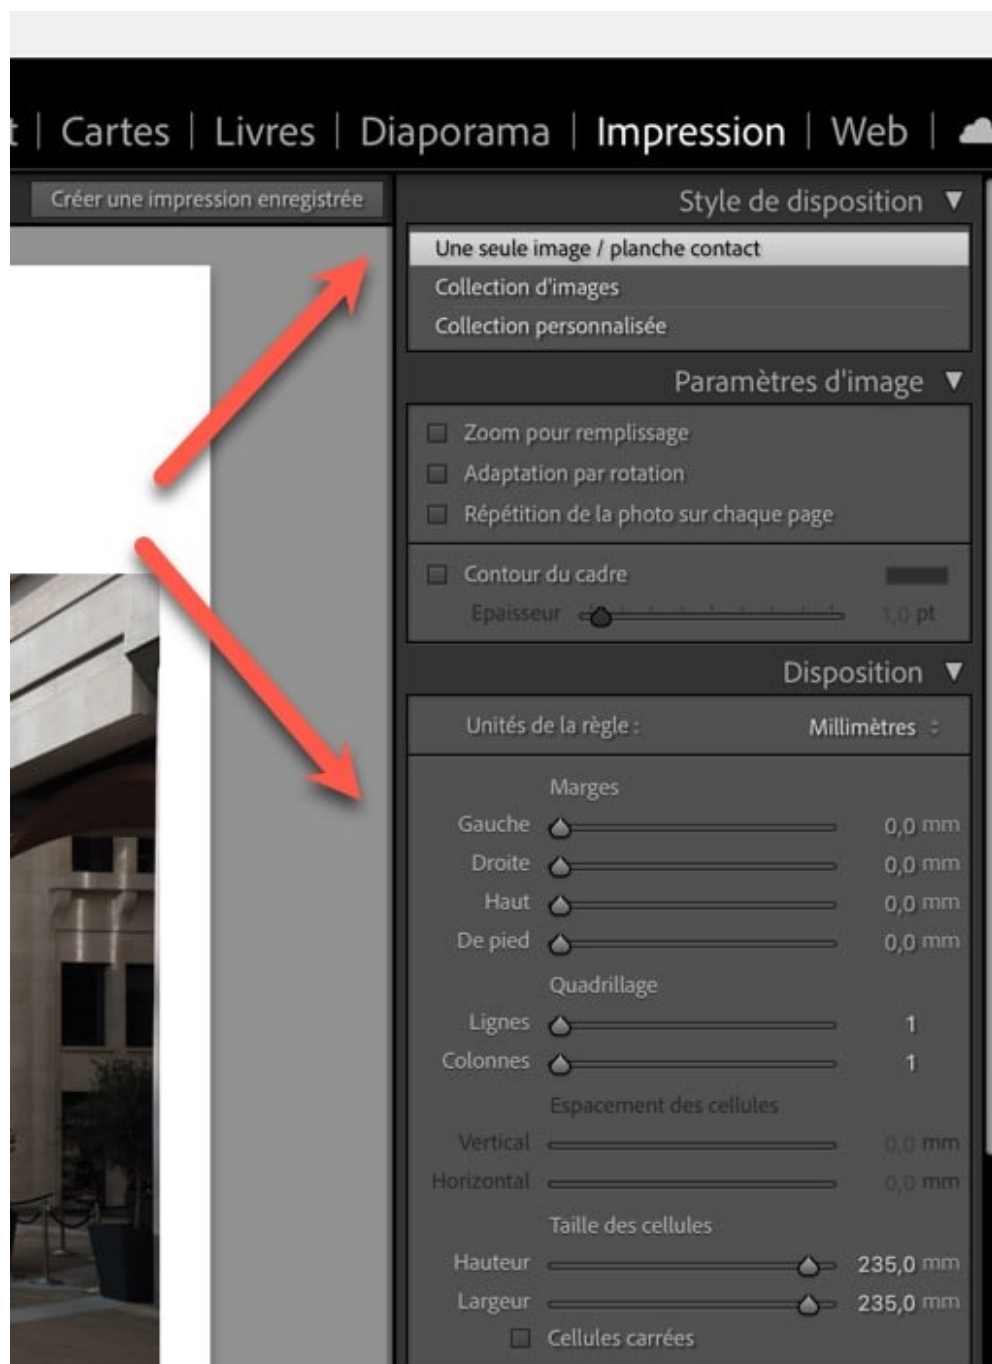 t | Cartes | Livres | Diaporama | Impression | Web |
Créer une impression enregistrée
Style de disposition ▼
Une seule image / planche contact
Collection d'images
Collection personnalisée
Paramètres d'image ▼
Zoom pour remplissage
Adaptation par rotation
Répétition de la photo sur chaque page
Contour du cadre
Epaisseur 1,0 pt
Disposition ▼
Unités de la règle : Millimètres
Marges
Gauche 0,0 mm
Droite 0,0 mm
Haut 0,0 mm
De pied 0,0 mm
Quadrillage
Lignes 1
Colonnes 1
Espacement des cellules
Vertical 0,0 mm
Horizontal 0,0 mm
Taille des cellules
Hauteur 235,0 mm
Largeur 235,0 mm
Cellules carrées